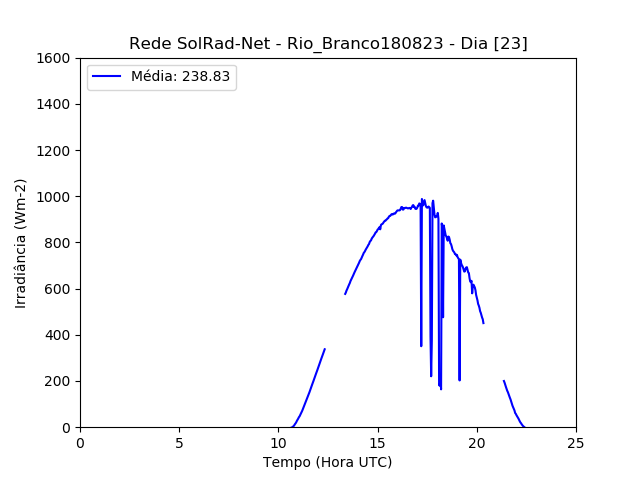 Rede SolRad-Net - Rio_Branco180823 - Dia [23]
Média: 238.83
Irradiância (Wm-2)
1600
1400
1200
1000
800
600
400
200
0
0 5 10 15 20 25
Tempo (Hora UTC)